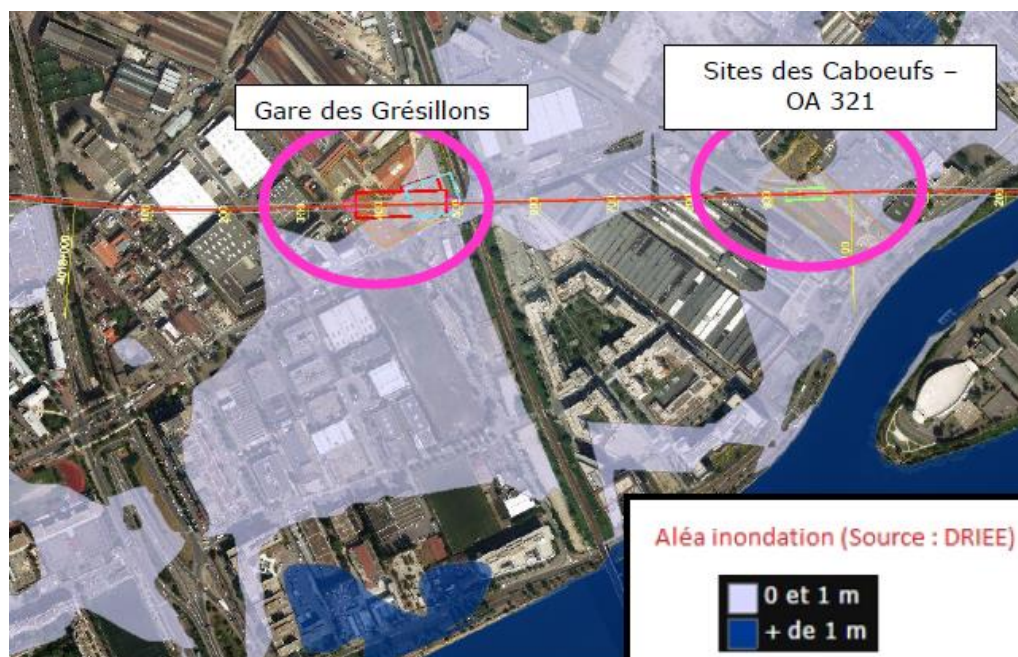 Gare des Grésillons
Sites des Caboeufs –
OA 321
Aléa inondation (Source : DRIEE)
0 et 1 m
+ de 1 m